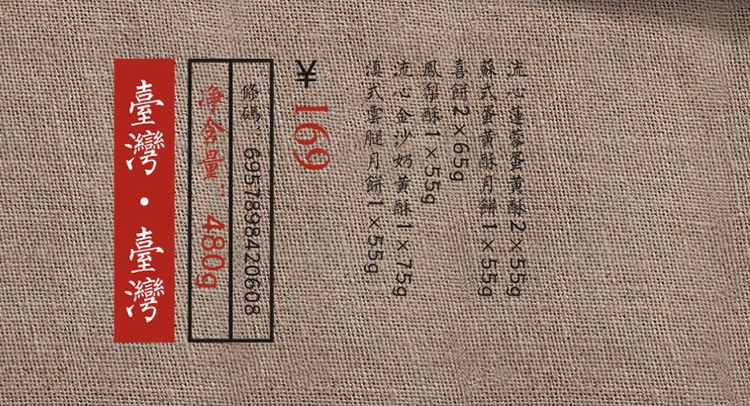 流心蓮蓉蛋黃酥2×55g
蘇式蛋黃酥月餅1×55g
喜餅2×65g
鳳梨酥1×55g
流心金沙奶黃酥1×75g
滇式雲腿月餅1×55g
¥169
條碼：6957898420608
净含量：480g
臺灣·臺灣